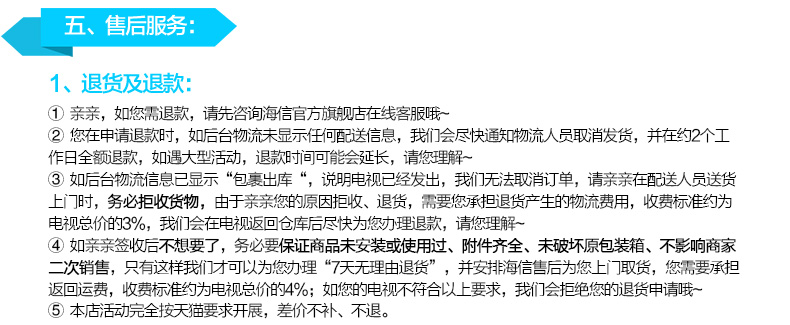 五、售后服务：
1、退货及退款：
① 亲亲，如您需退款，请先咨询海信官方旗舰店在线客服哦~
② 您在申请退款时，如后台物流未显示任何配送信息，我们会尽快通知物流人员取消发货，并在约2个工
作日全额退款，如遇大型活动，退款时间可能会延长，请您理解~
③ 如后台物流信息已显示“包裹出库“，说明电视已经发出，我们无法取消订单，请亲亲在配送人员送货
上门时，务必拒收货物，由于亲亲您的原因拒收、退货，需要您承担退货产生的物流费用，收费标准约为
电视总价的3%，我们会在电视返回仓库后尽快为您办理退款，请您理解~
④ 如亲亲签收后不想要了，务必要保证商品未安装或使用过、附件齐全、未破坏原包装箱、不影响商家
二次销售，只有这样我们才可以为您办理“7天无理由退货”，并安排海信售后为您上门取货，您需要承担
返回运费，收费标准约为电视总价的4%；如您的电视不符合以上要求，我们会拒绝您的退货申请哦~
⑤ 本店活动完全按天猫要求开展，差价不补、不退。